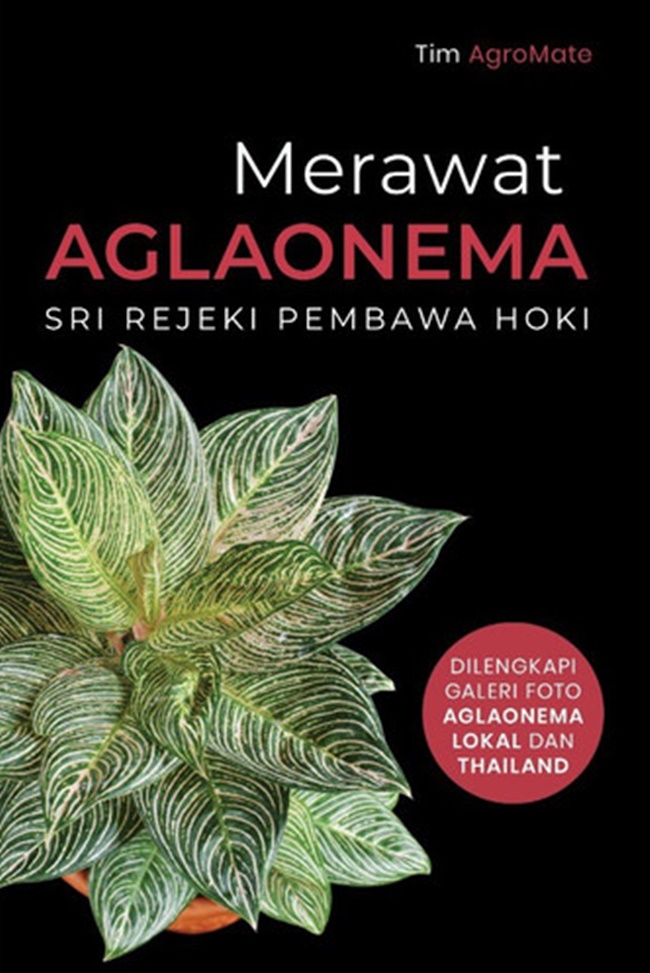 Tim AgroMate
Merawat
AGLAONEMA
SRI REJEKI PEMBAWA HOKI
DILENGKAPI
GALERI FOTO
AGLAONEMA
LOKAL DAN
THAILAND